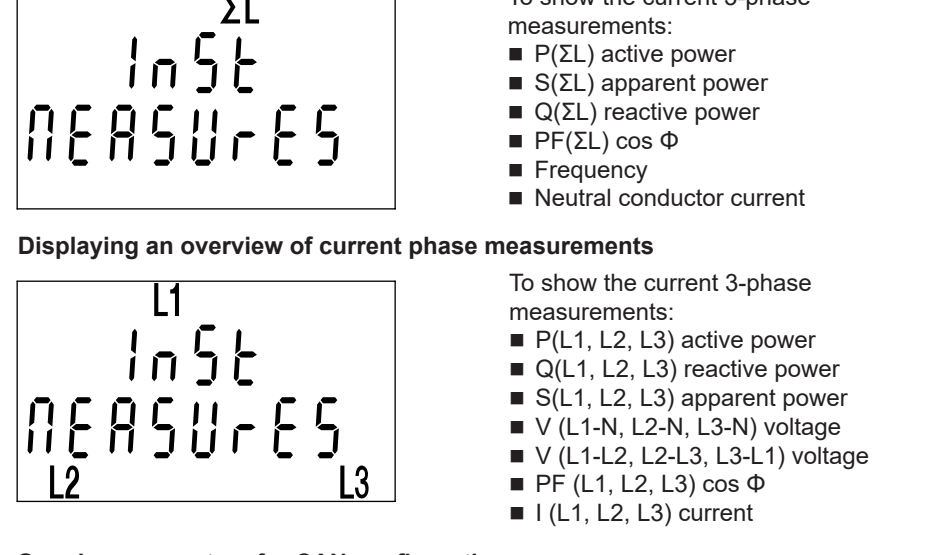 ΣL
InSt
MEASUrES
To show the current 3-phase
measurements:
■ P(ΣL) active power
■ S(ΣL) apparent power
■ Q(ΣL) reactive power
■ PF(ΣL) cos Φ
■ Frequency
■ Neutral conductor current
Displaying an overview of current phase measurements
L1
InSt
MEASUrES
L2 L3
To show the current 3-phase
measurements:
■ P(L1, L2, L3) active power
■ Q(L1, L2, L3) reactive power
■ S(L1, L2, L3) apparent power
■ V (L1-N, L2-N, L3-N) voltage
■ V (L1-L2, L2-L3, L3-L1) voltage
■ PF (L1, L2, L3) cos Φ
■ I (L1, L2, L3) current